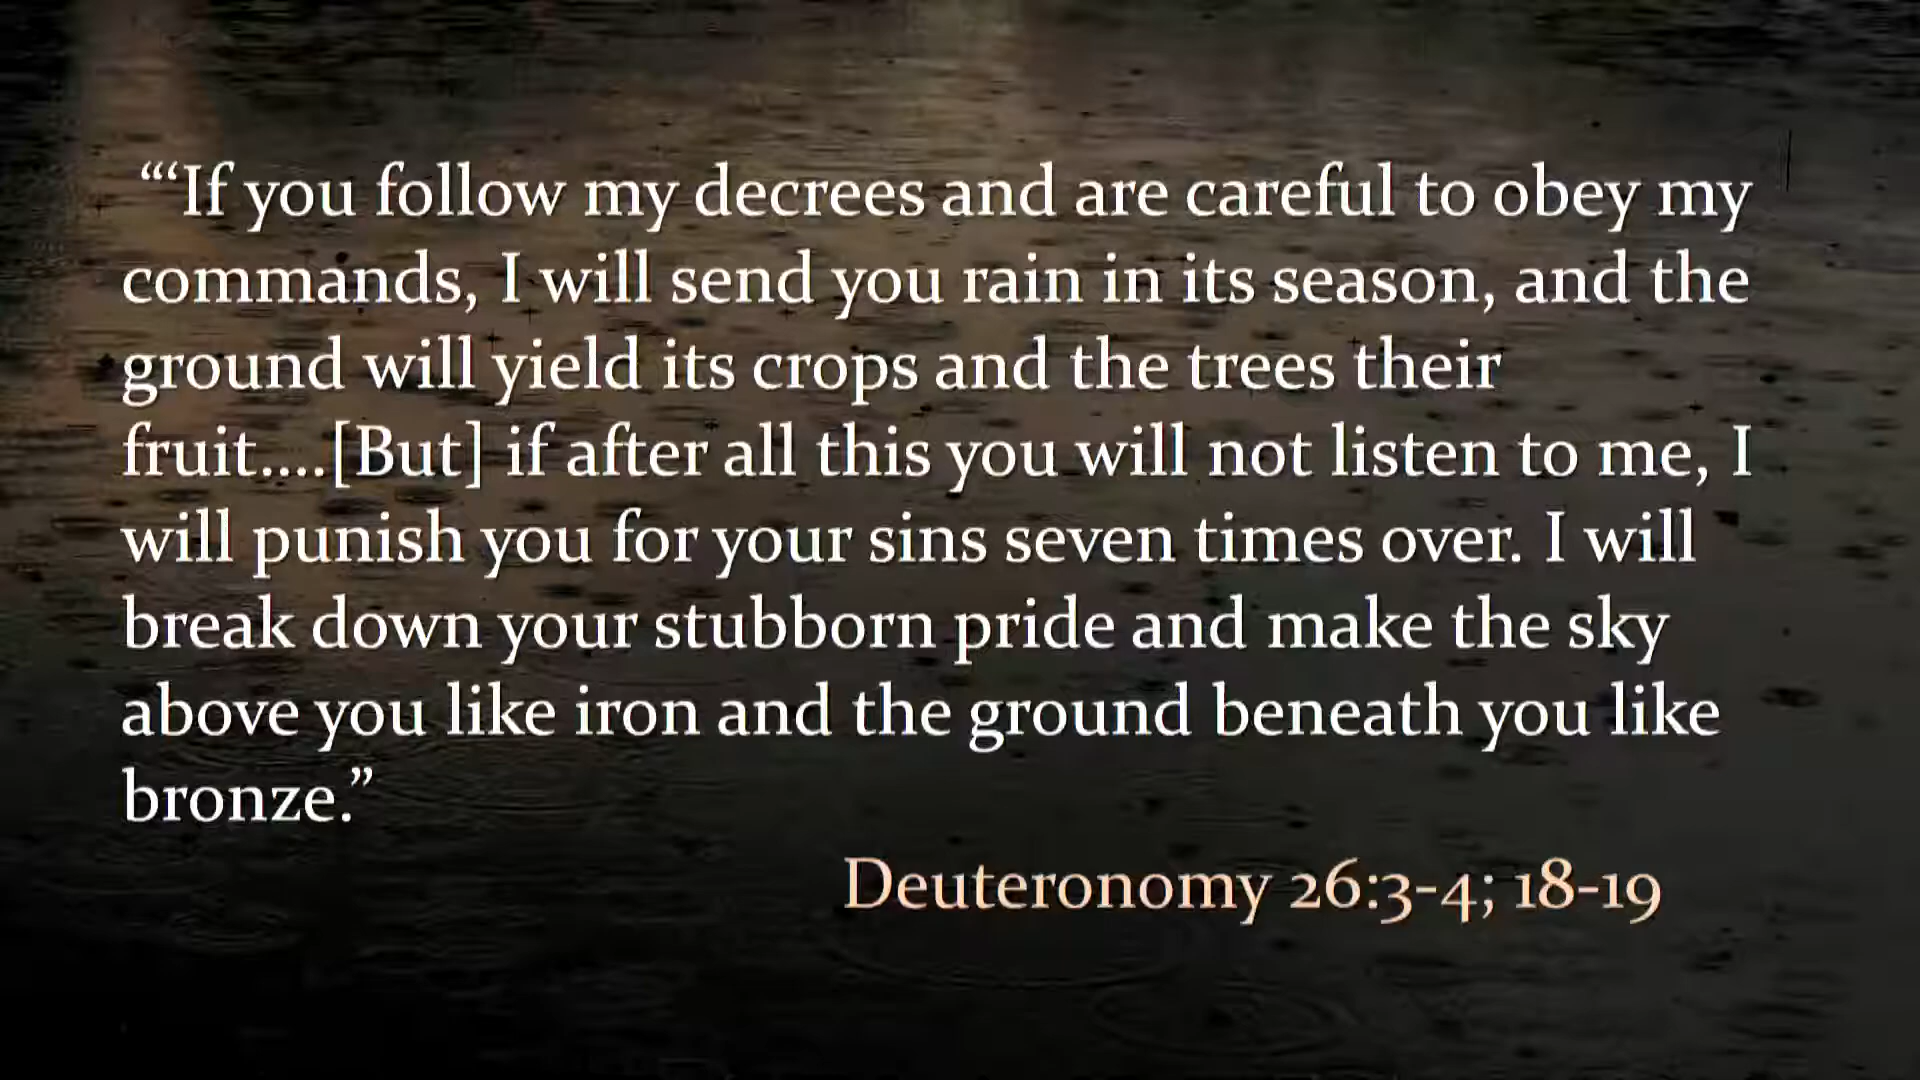 “‘If you follow my decrees and are careful to obey my
commands, I will send you rain in its season, and the
ground will yield its crops and the trees their
fruit....[But] if after all this you will not listen to me, I
will punish you for your sins seven times over. I will
break down your stubborn pride and make the sky
above you like iron and the ground beneath you like
bronze.”
Deuteronomy 26:3-4; 18-19